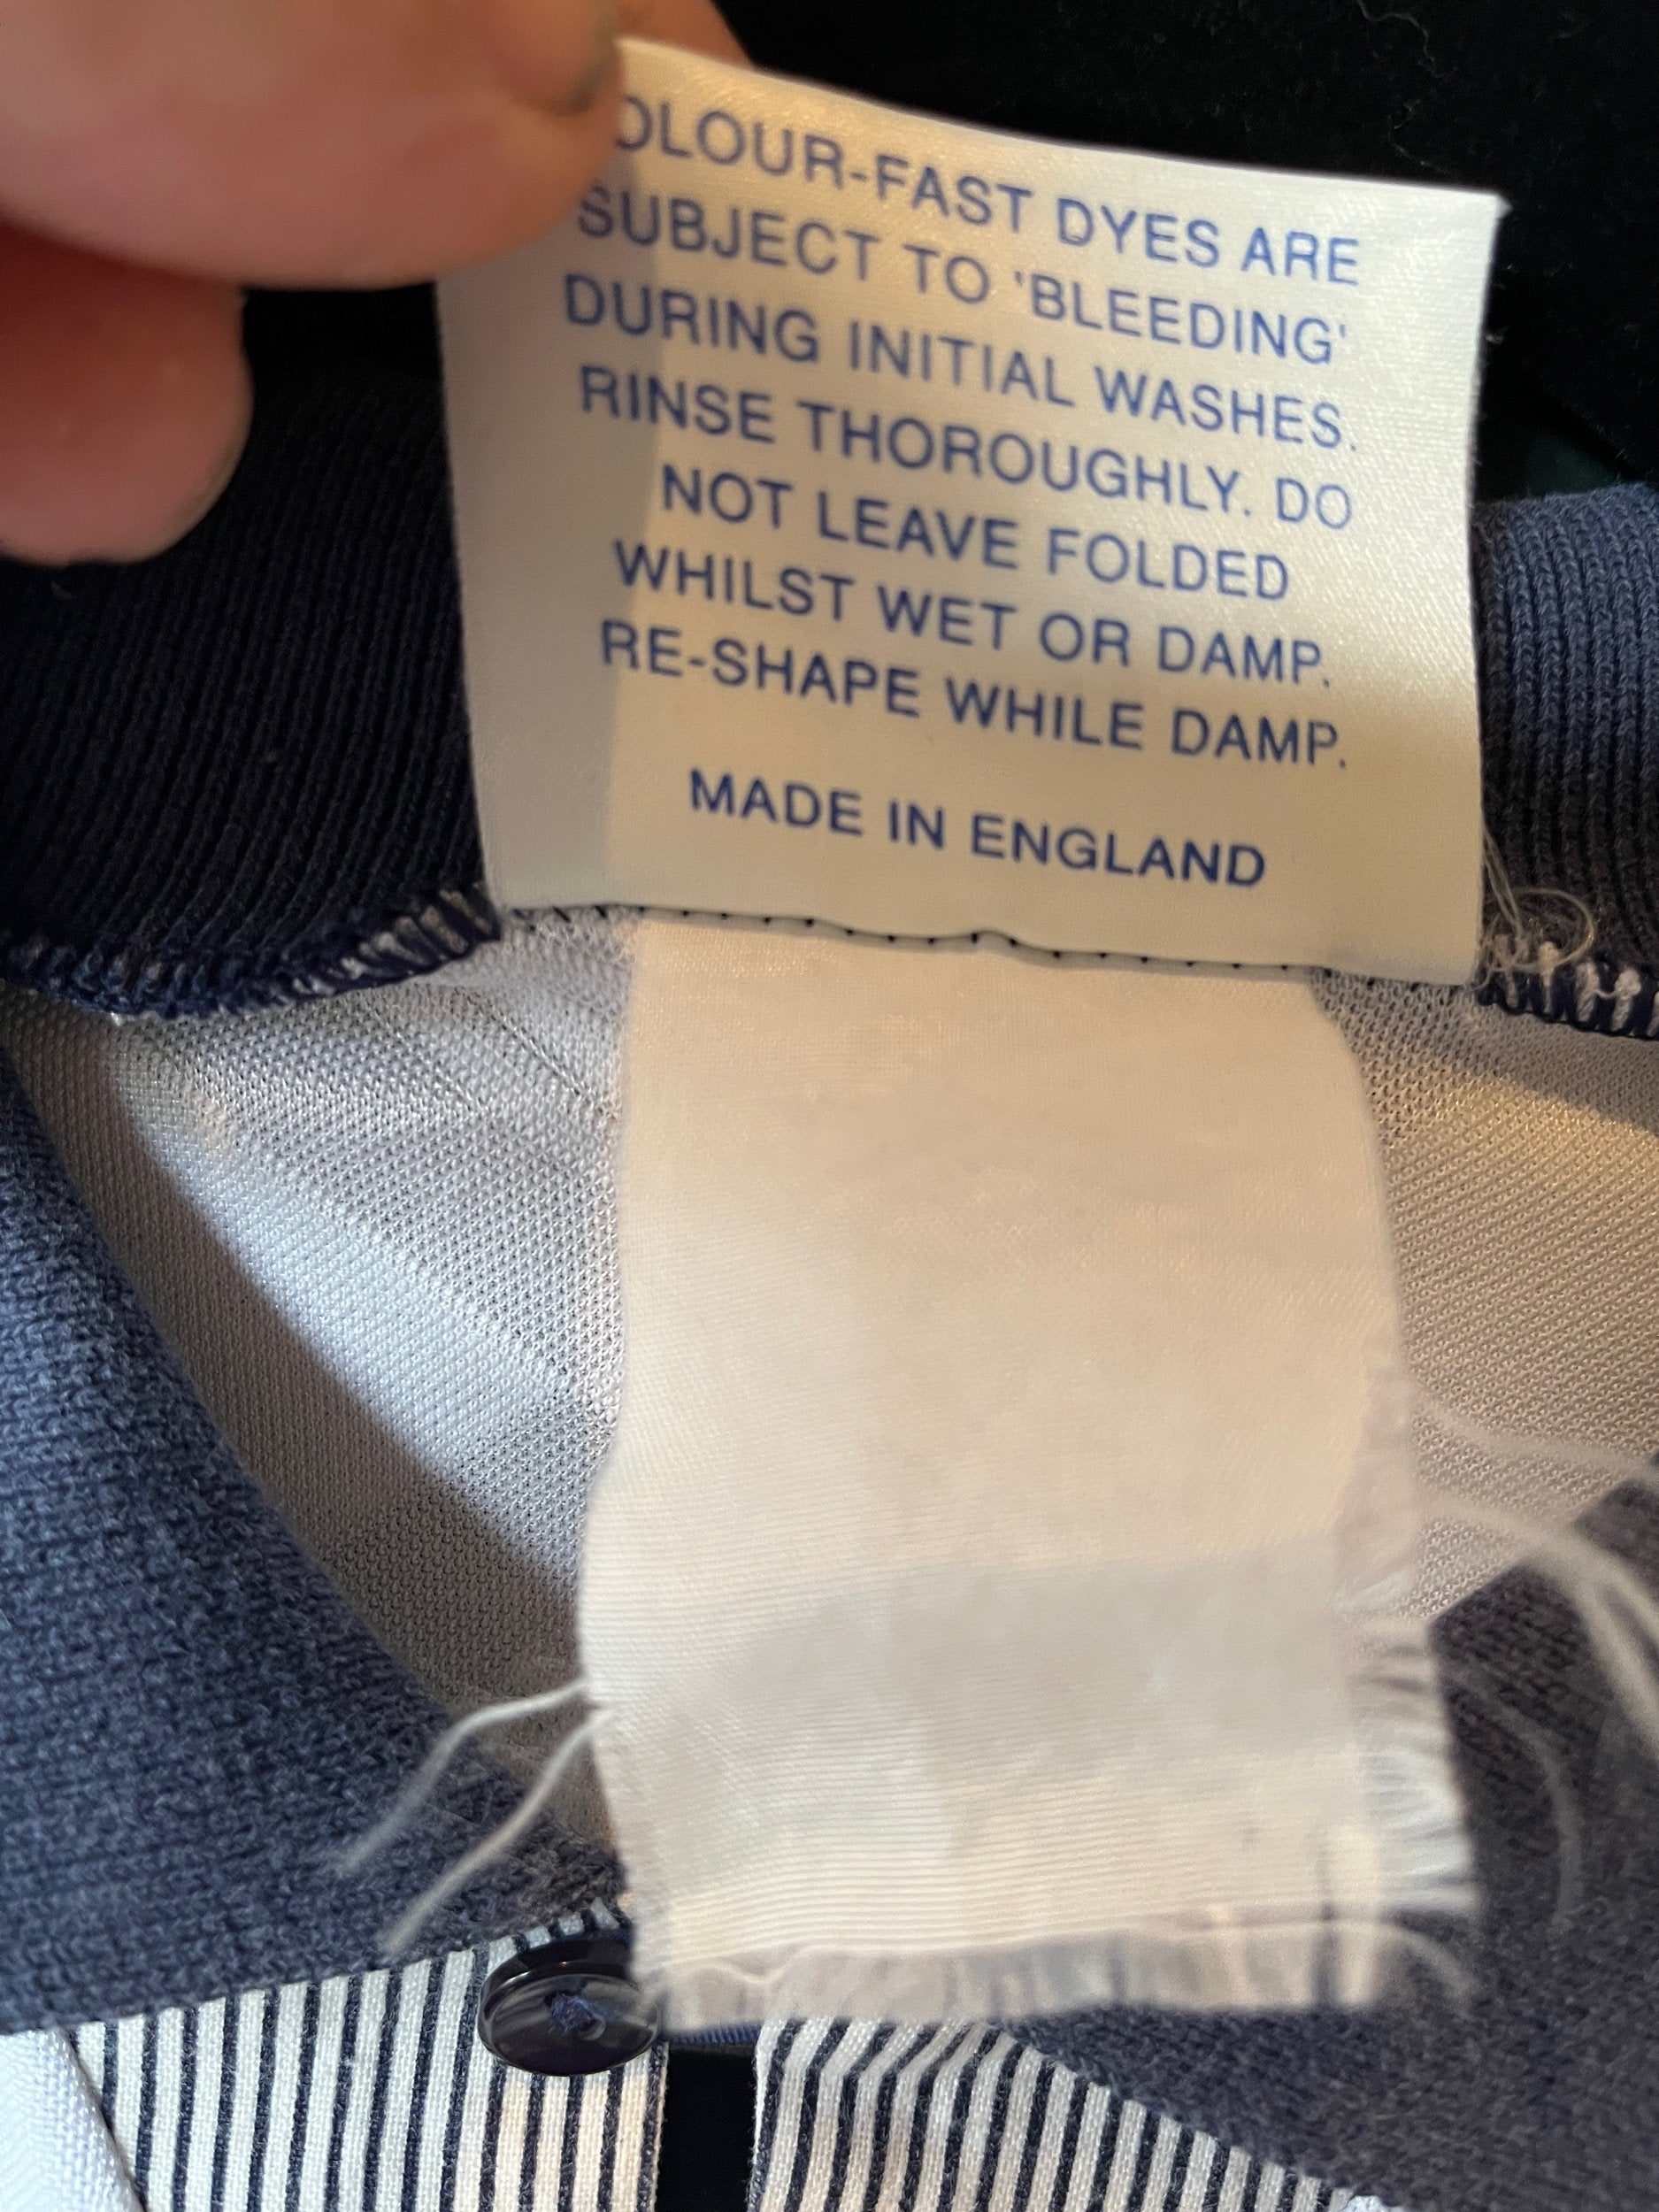 OLOUR-FAST DYES ARE
SUBJECT TO 'BLEEDING'
DURING INITIAL WASHES.
RINSE THOROUGHLY. DO
NOT LEAVE FOLDED
WHILST WET OR DAMP.
RE-SHAPE WHILE DAMP.
MADE IN ENGLAND